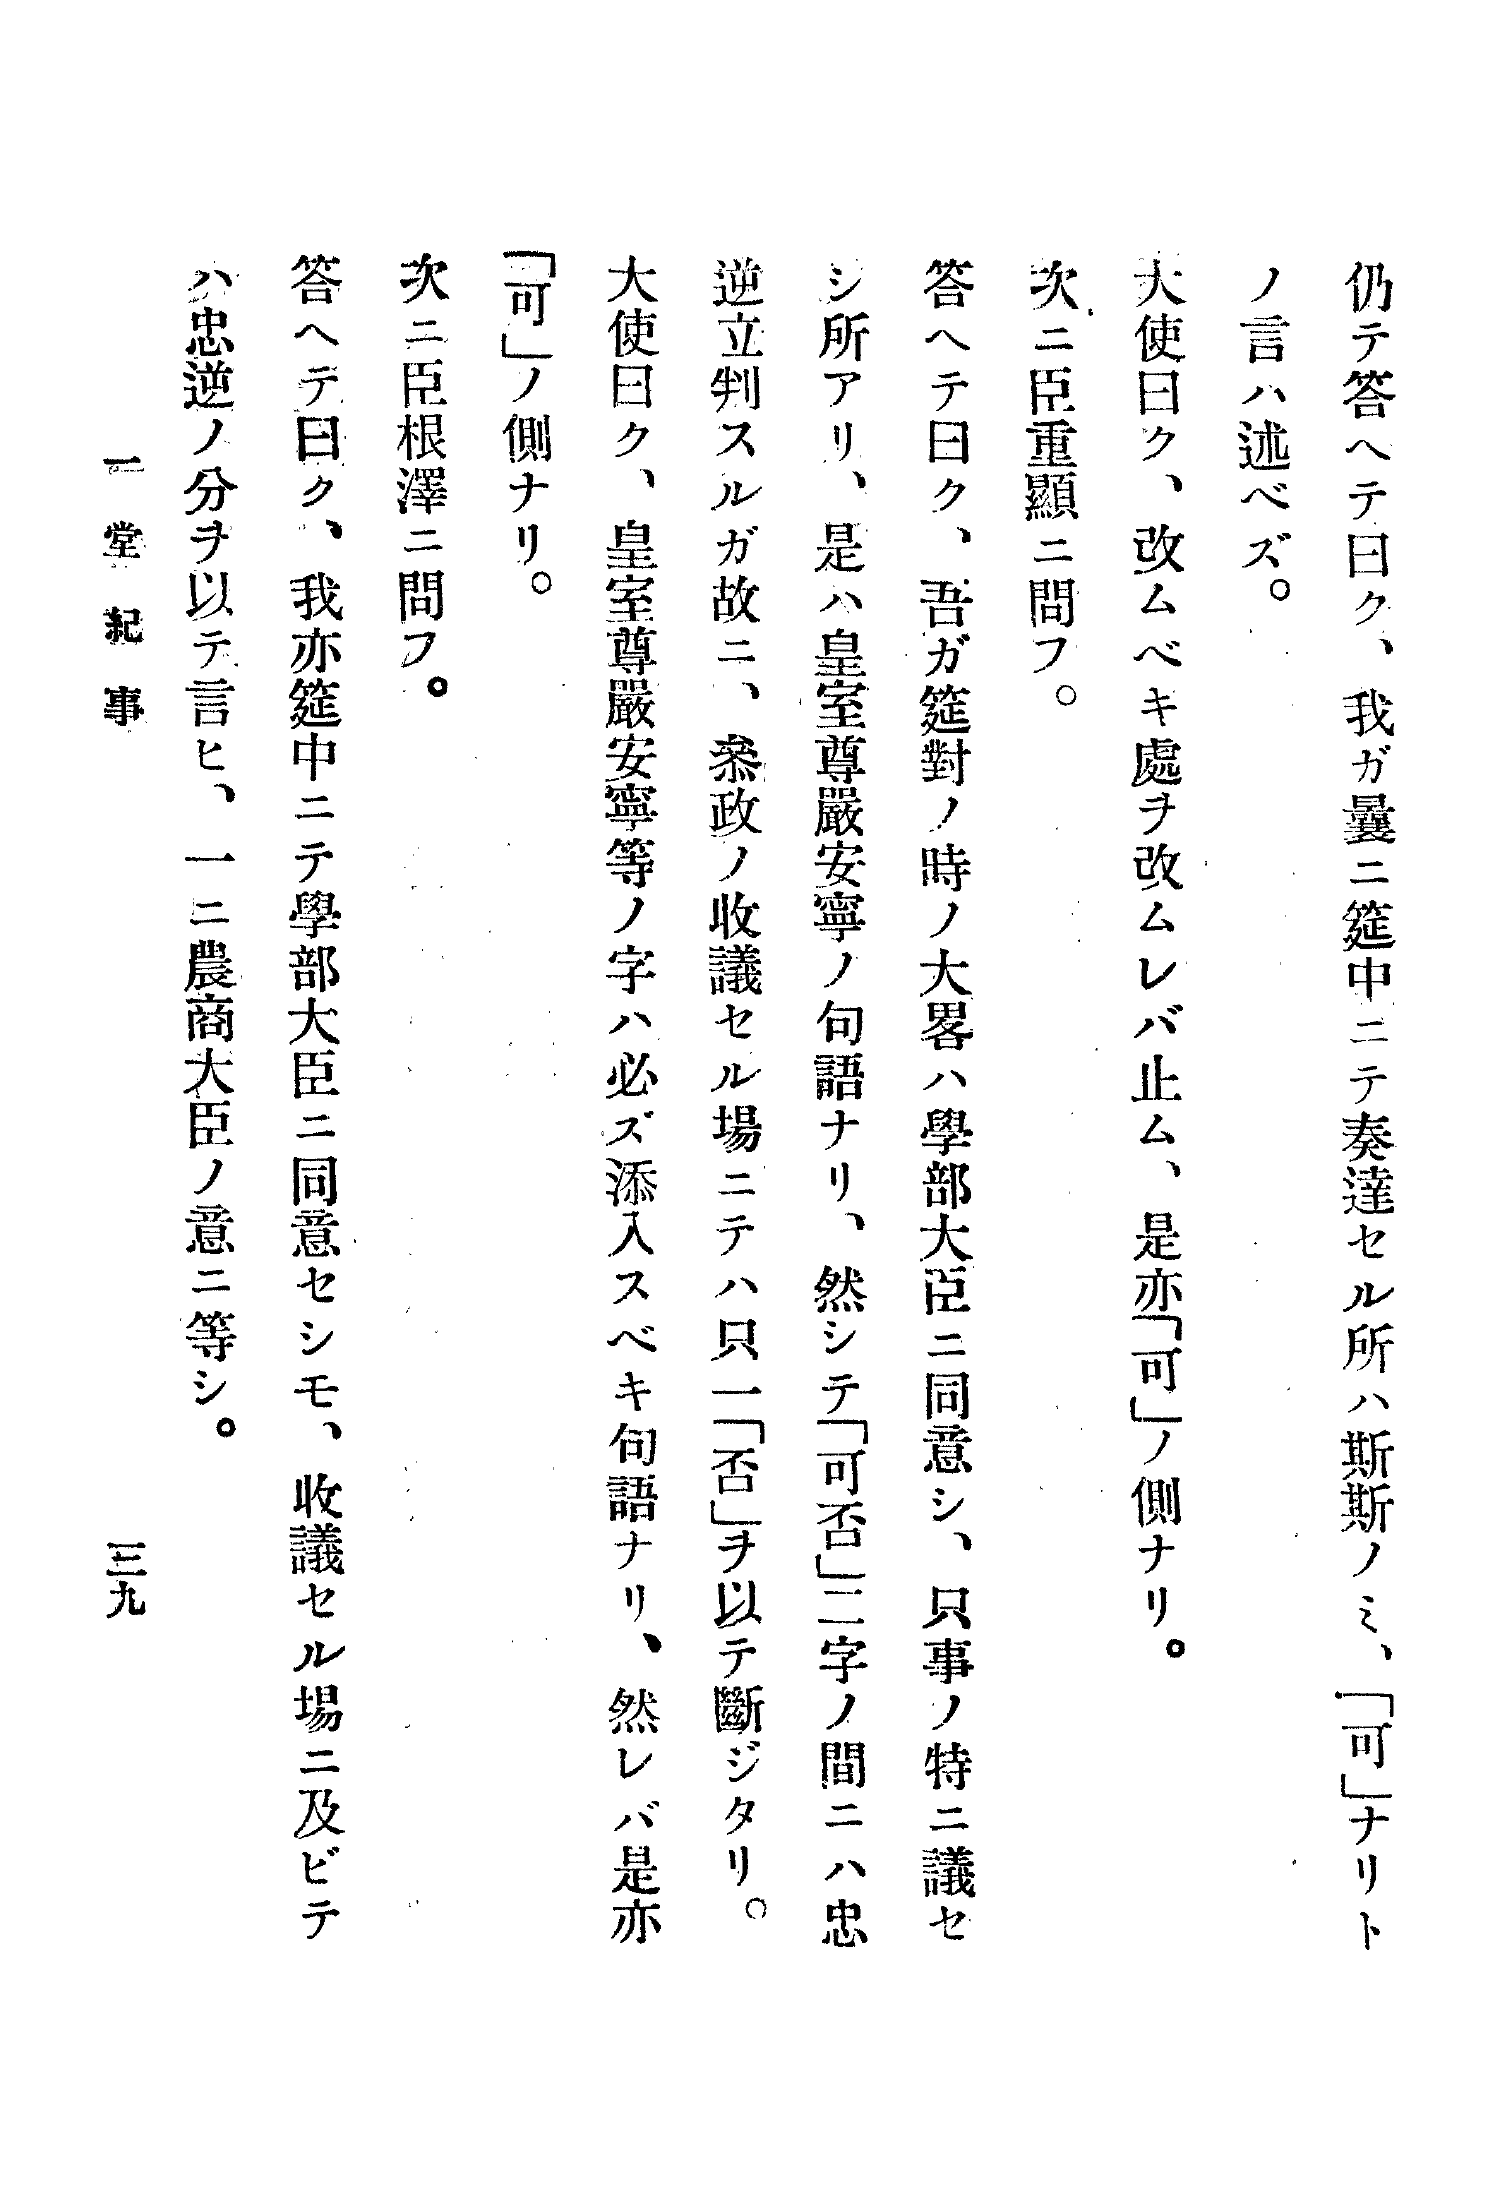 仍テ答ヘテ曰ク、我ガ曩ニ筵中ニテ奏達セル所ハ斯斯ノミ、「可」ナリト
ノ言ハ述ベズ。
大使曰ク、改ムベキ處ヲ改ムレバ止ム、是亦「可」ノ側ナリ。
次ニ臣重顯ニ問フ。
答ヘテ曰ク、吾ガ筵對ノ時ノ大畧ハ學部大臣ニ同意シ、只事ノ特ニ議セ
シ所アリ、是ハ皇室尊嚴安寧ノ句語ナリ、然シテ「可否」二字ノ間ニハ忠
逆立判スルガ故ニ、叅政ノ收議セル場ニテハ只一「否」ヲ以テ斷ジタリ。
大使曰ク、皇室尊嚴安寧等ノ字ハ必ズ添入スベキ句語ナリ、然レバ是亦
「可」ノ側ナリ。
次ニ臣根澤ニ問フ。
答ヘテ曰ク、我亦筵中ニテ學部大臣ニ同意セシモ、收議セル場ニ及ビテ
ハ忠逆ノ分ヲ以テ言ヒ、一ニ農商大臣ノ意ニ等シ。
一堂紀事
三九